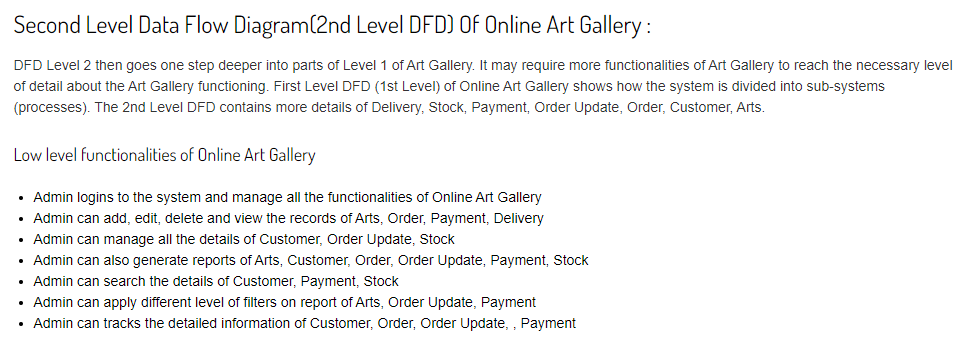 Second Level Data Flow Diagram(2nd Level DFD) Of Online Art Gallery :
DFD Level 2 then goes one step deeper into parts of Level 1 of Art Gallery. It may require more functionalities of Art Gallery to reach the necessary level
of detail about the Art Gallery functioning. First Level DFD (1st Level) of Online Art Gallery shows how the system is divided into sub-systems
(processes). The 2nd Level DFD contains more details of Delivery, Stock, Payment, Order Update, Order, Customer, Arts.
Low level functionalities of Online Art Gallery
• Admin logins to the system and manage all the functionalities of Online Art Gallery
• Admin can add, edit, delete and view the records of Arts, Order, Payment, Delivery
• Admin can manage all the details of Customer, Order Update, Stock
• Admin can also generate reports of Arts, Customer, Order, Order Update, Payment, Stock
• Admin can search the details of Customer, Payment, Stock
• Admin can apply different level of filters on report of Arts, Order Update, Payment
• Admin can tracks the detailed information of Customer, Order, Order Update, , Payment